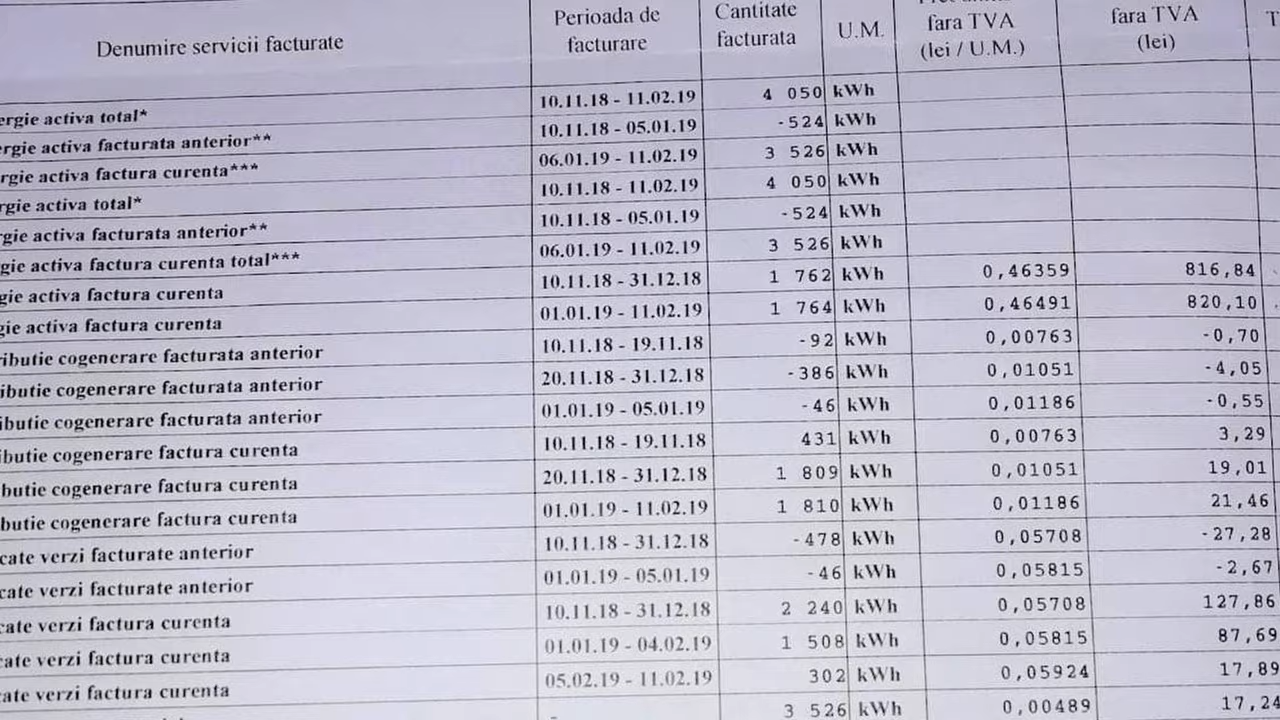 Denumire servicii facturate
Perioada de
facturare
Cantitate
facturata
U.M.
fara TVA
(lei / U.M.)
fara TVA
(lei)
T
ergie activa total* 10.11.18 - 11.02.19 4 050 kWh
ergie activa facturata anterior** 10.11.18 - 05.01.19 -524 kWh
rgie activa factura curenta*** 06.01.19 - 11.02.19 3 526 kWh
rgie activa total* 10.11.18 - 11.02.19 4 050 kWh
gie activa facturata anterior** 10.11.18 - 05.01.19 -524 kWh
gie activa factura curenta total*** 06.01.19 - 11.02.19 3 526 kWh
gie activa factura curenta 10.11.18 - 31.12.18 1 762 kWh 0,46359 816,84
gie activa factura curenta 01.01.19 - 11.02.19 1 764 kWh 0,46491 820,10
ributie cogenerare facturata anterior 10.11.18 - 19.11.18 -92 kWh 0,00763 -0,70
ibutie cogenerare facturata anterior 20.11.18 - 31.12.18 -386 kWh 0,01051 -4,05
ibutie cogenerare facturata anterior 01.01.19 - 05.01.19 -46 kWh 0,01186 -0,55
ibutie cogenerare factura curenta 10.11.18 - 19.11.18 431 kWh 0,00763 3,29
butie cogenerare factura curenta 20.11.18 - 31.12.18 1 809 kWh 0,01051 19,01
butie cogenerare factura curenta 01.01.19 - 11.02.19 1 810 kWh 0,01186 21,46
cate verzi facturate anterior 10.11.18 - 31.12.18 -478 kWh 0,05708 -27,28
cate verzi facturate anterior 01.01.19 - 05.01.19 -46 kWh 0,05815 -2,67
cate verzi factura curenta 10.11.18 - 31.12.18 2 240 kWh 0,05708 127,86
ate verzi factura curenta 01.01.19 - 04.02.19 1 508 kWh 0,05815 87,69
ate verzi factura curenta 05.02.19 - 11.02.19 302 kWh 0,05924 17,89
- 3 526 kWh 0,00489 17,24